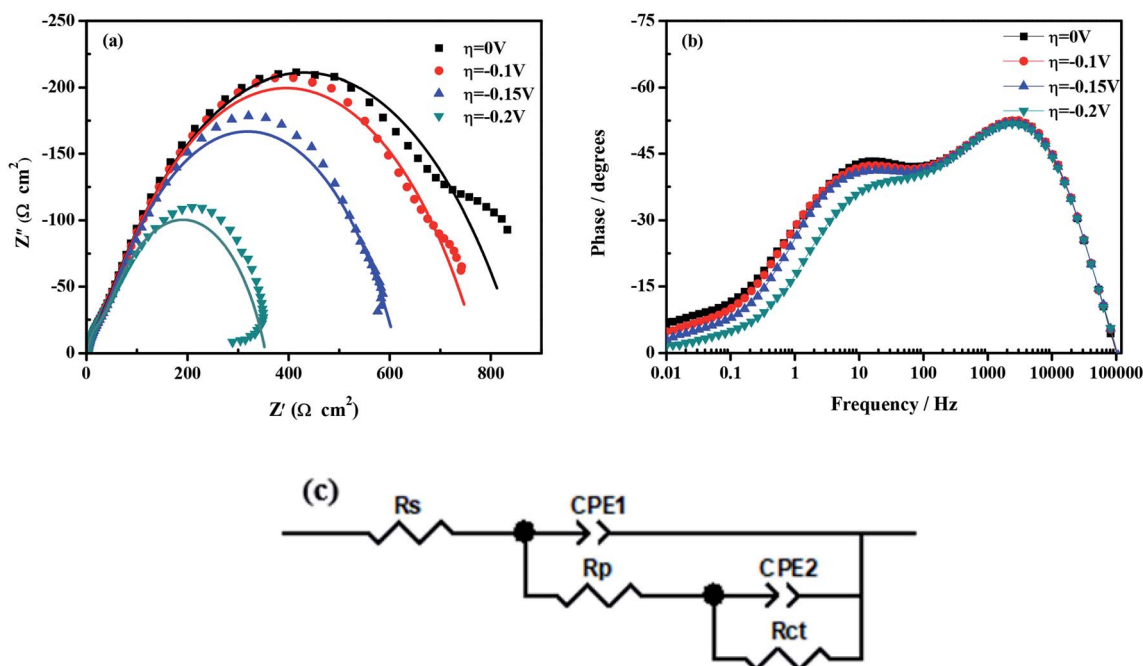 (a)
η=0V
η=-0.1V
η=-0.15V
η=-0.2V
-250
-200
-150
-100
-50
0
Z″ (Ω cm²)
0 200 400 600 800
Z′ (Ω cm²)
(b)
η=0V
η=-0.1V
η=-0.15V
η=-0.2V
-75
-60
-45
-30
-15
0
Phase / degrees
0.01 0.1 1 10 100 1000 10000 100000
Frequency / Hz
(c)
Rs
CPE1
Rp
CPE2
Rct